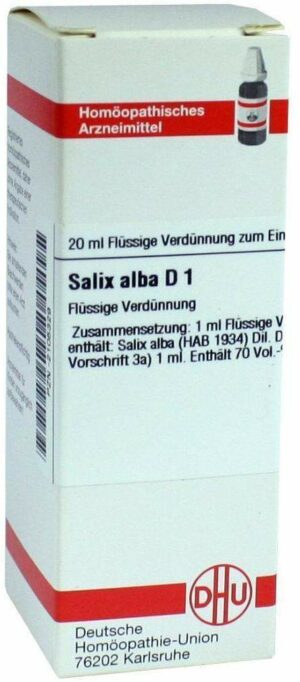 Homöopathisches
Arzneimittel
20 ml Flüssige Verdünnung zum Ein
Salix alba D 1
Flüssige Verdünnung
Zusammensetzung: 1 ml Flüssige V
enthält: Salix alba (HAB 1934) Dil. D
Vorschrift 3a) 1 ml. Enthält 70 Vol.-
DHU
Deutsche
Homöopathie-Union
76202 Karlsruhe